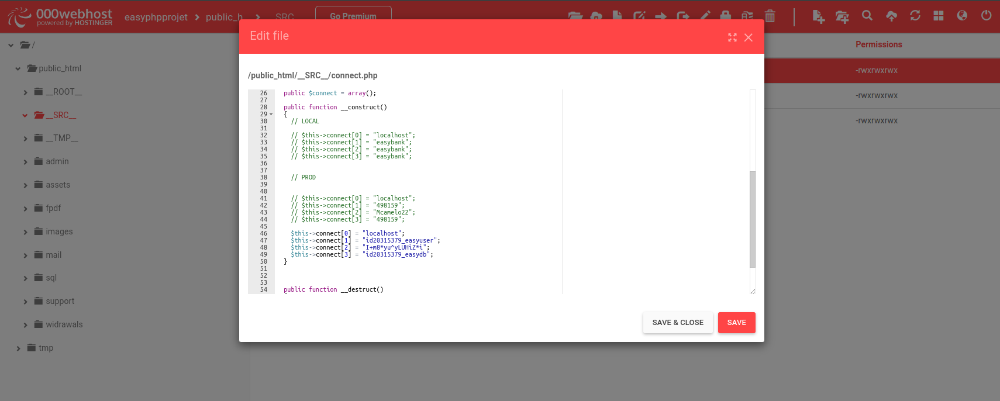 000webhost
powered by HOSTINGER
easyphpprojet
public_h
SRC
Go Premium
Edit file
Permissions
-rwxrwxrwx
-rwxrwxrwx
-rwxrwxrwx
/
public_html
__ROOT__
__SRC__
__TMP__
admin
assets
fpdf
images
mail
sql
support
widrawals
tmp
/public_html/__SRC__/connect.php
26 public $connect = array();
27
28 public function __construct()
29 {
30 // LOCAL
31
32 // $this->connect[0] = "localhost";
33 // $this->connect[1] = "easybank";
34 // $this->connect[2] = "easybank";
35 // $this->connect[3] = "easybank";
36
37
38 // PROD
39
40
41 // $this->connect[0] = "localhost";
42 // $this->connect[1] = "498159";
43 // $this->connect[2] = "Mcamelo22";
44 // $this->connect[3] = "498159";
45
46 $this->connect[0] = "localhost";
47 $this->connect[1] = "id20315379_easyuser";
48 $this->connect[2] = "I+m8*yu^yLUHiZ*i";
49 $this->connect[3] = "id20315379_easydb";
50 }
51
52
53
54 public function __destruct()
SAVE & CLOSE
SAVE